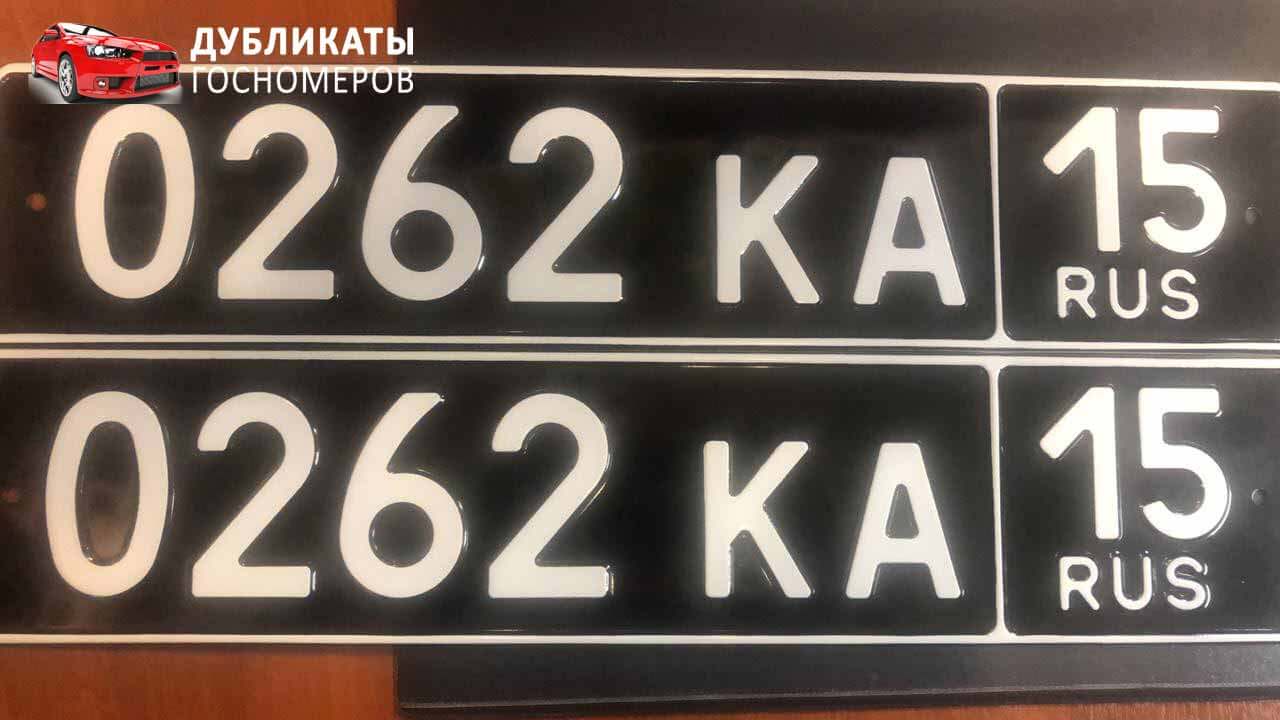 ДУБЛИКАТЫ
ГОСНОМЕРОВ
0262 КА 15
RUS
0262 КА 15
RUS